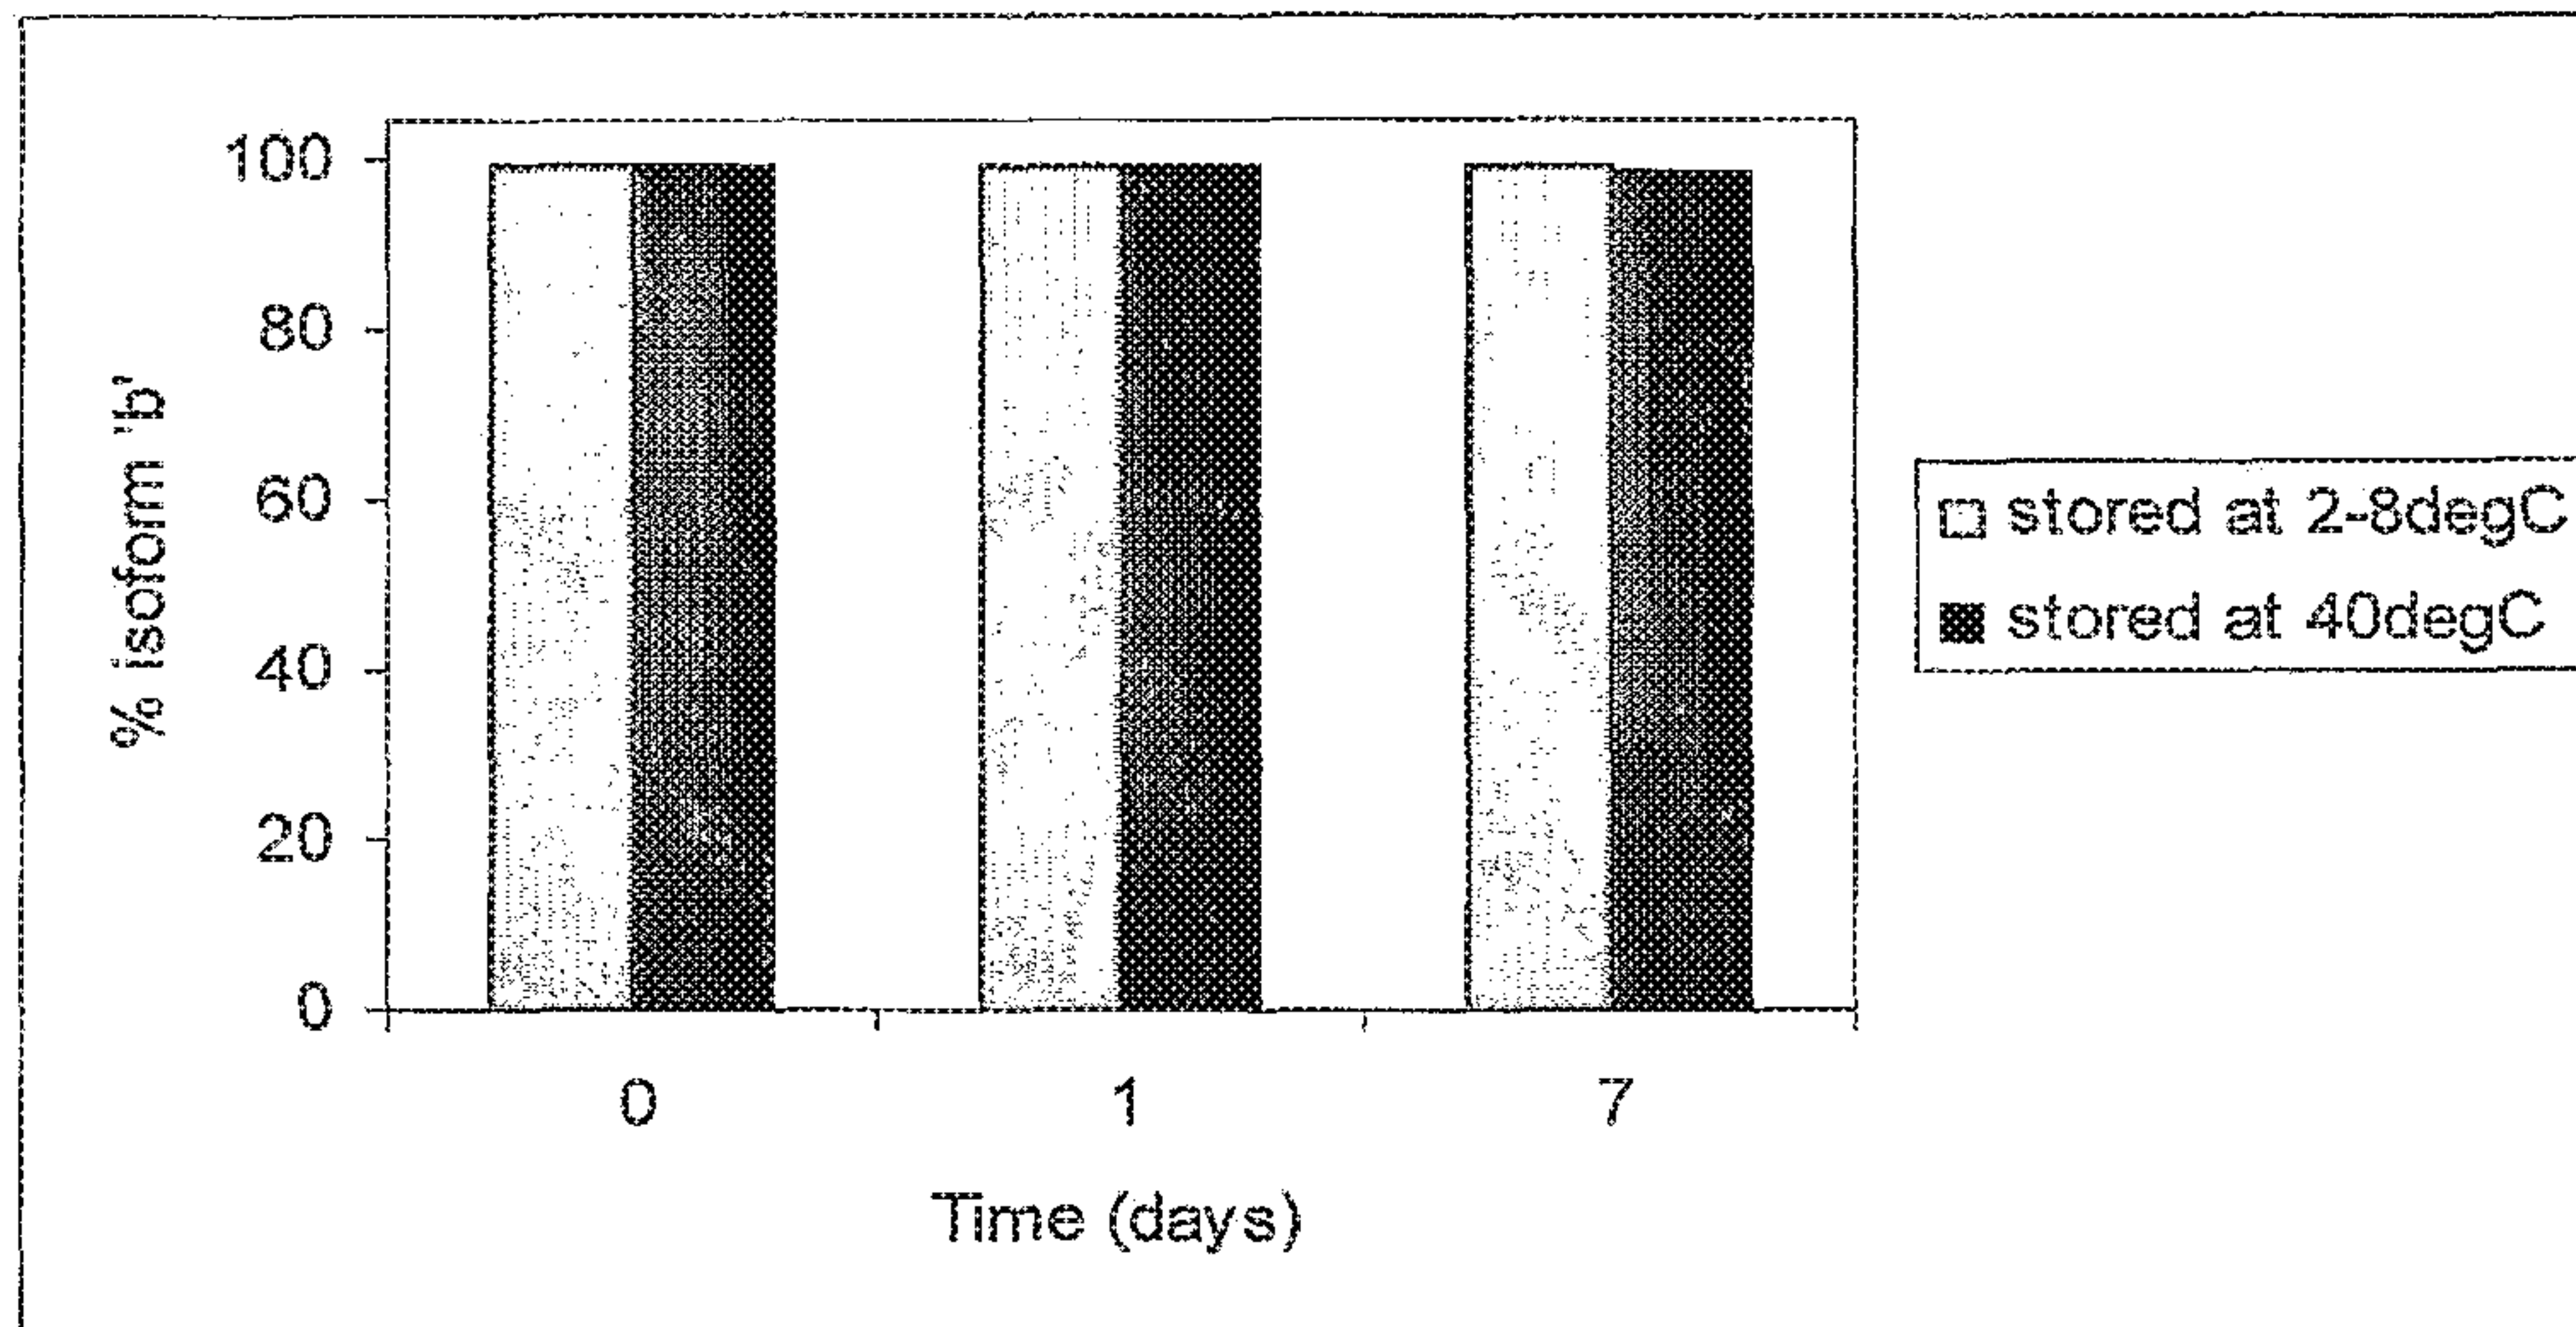 100
80
60
40
20
0
% isoform 'b'
0 1 7
Time (days)
stored at 2-8degC
stored at 40degC